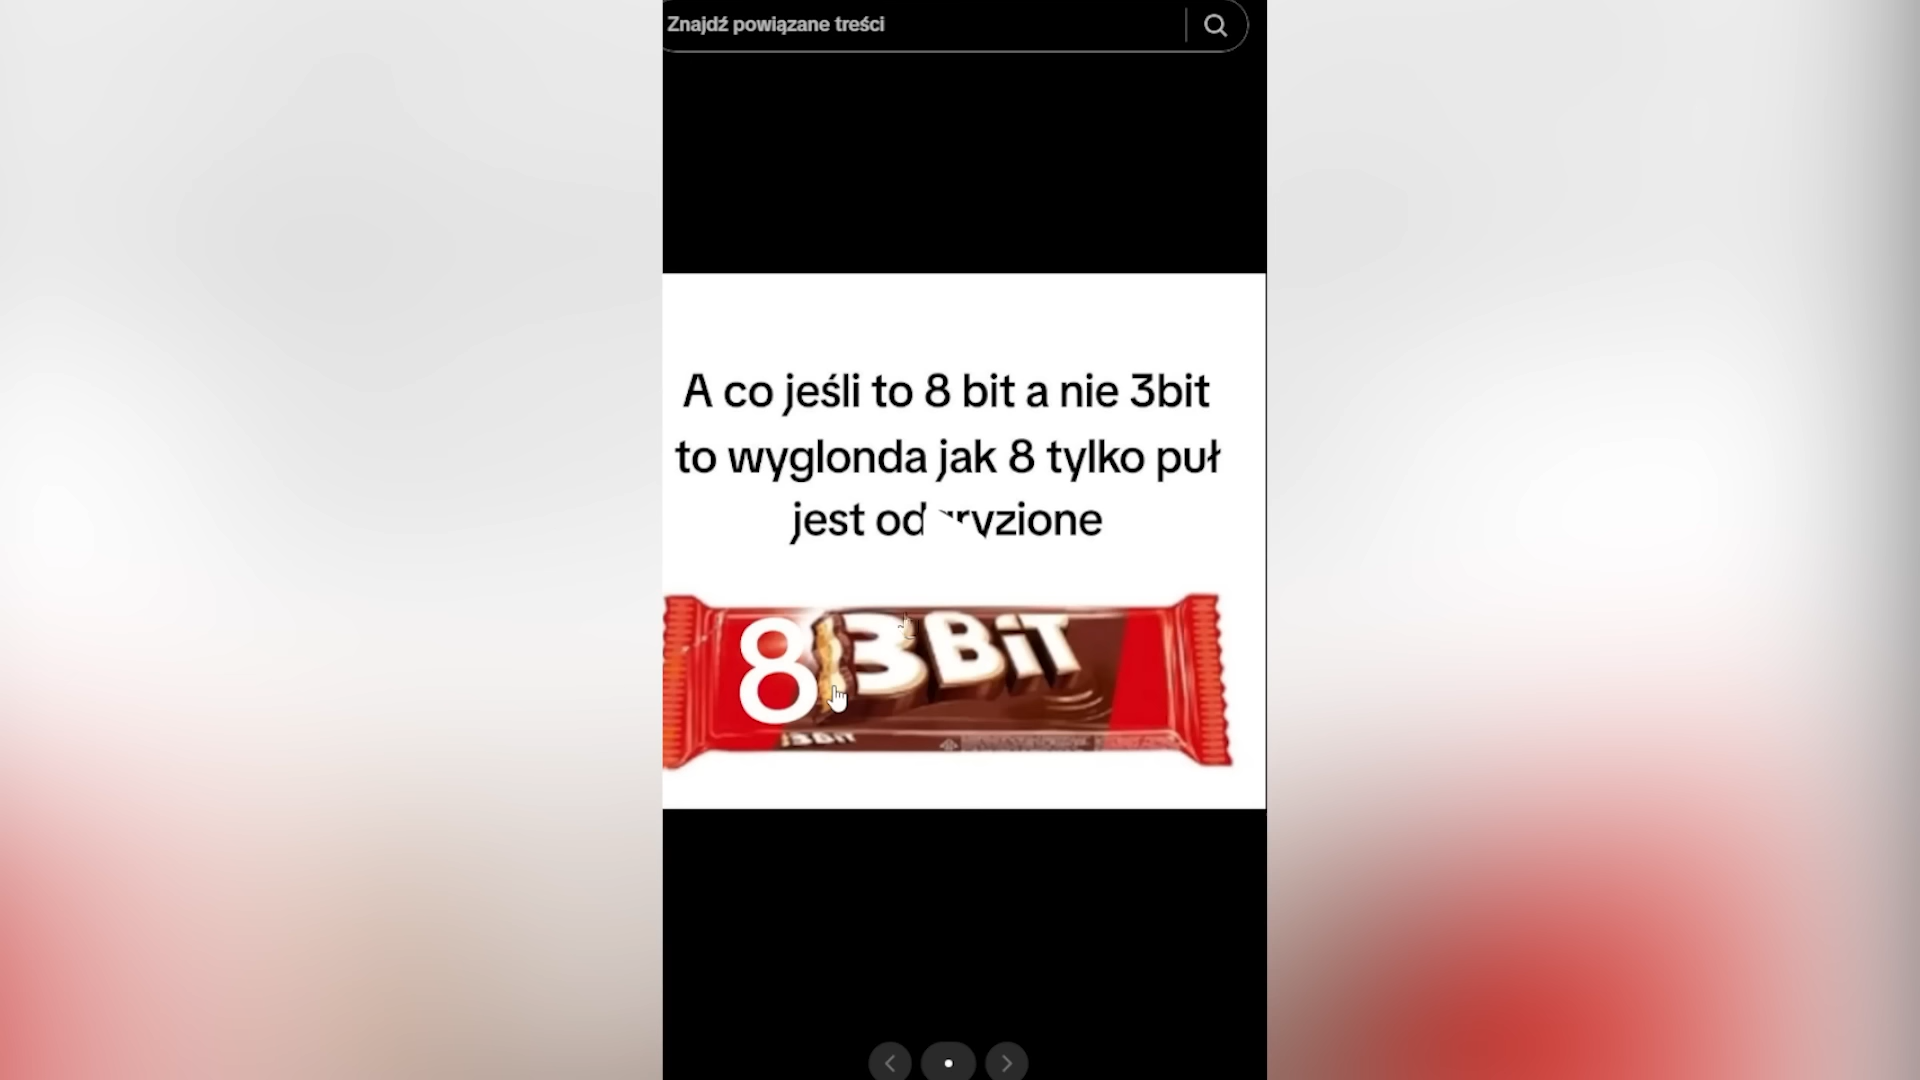 Znajdź powiązane treści
A co jeśli to 8 bit a nie 3bit
to wyglonda jak 8 tylko puł
jest odgryzione
8 3BiT
3BiT